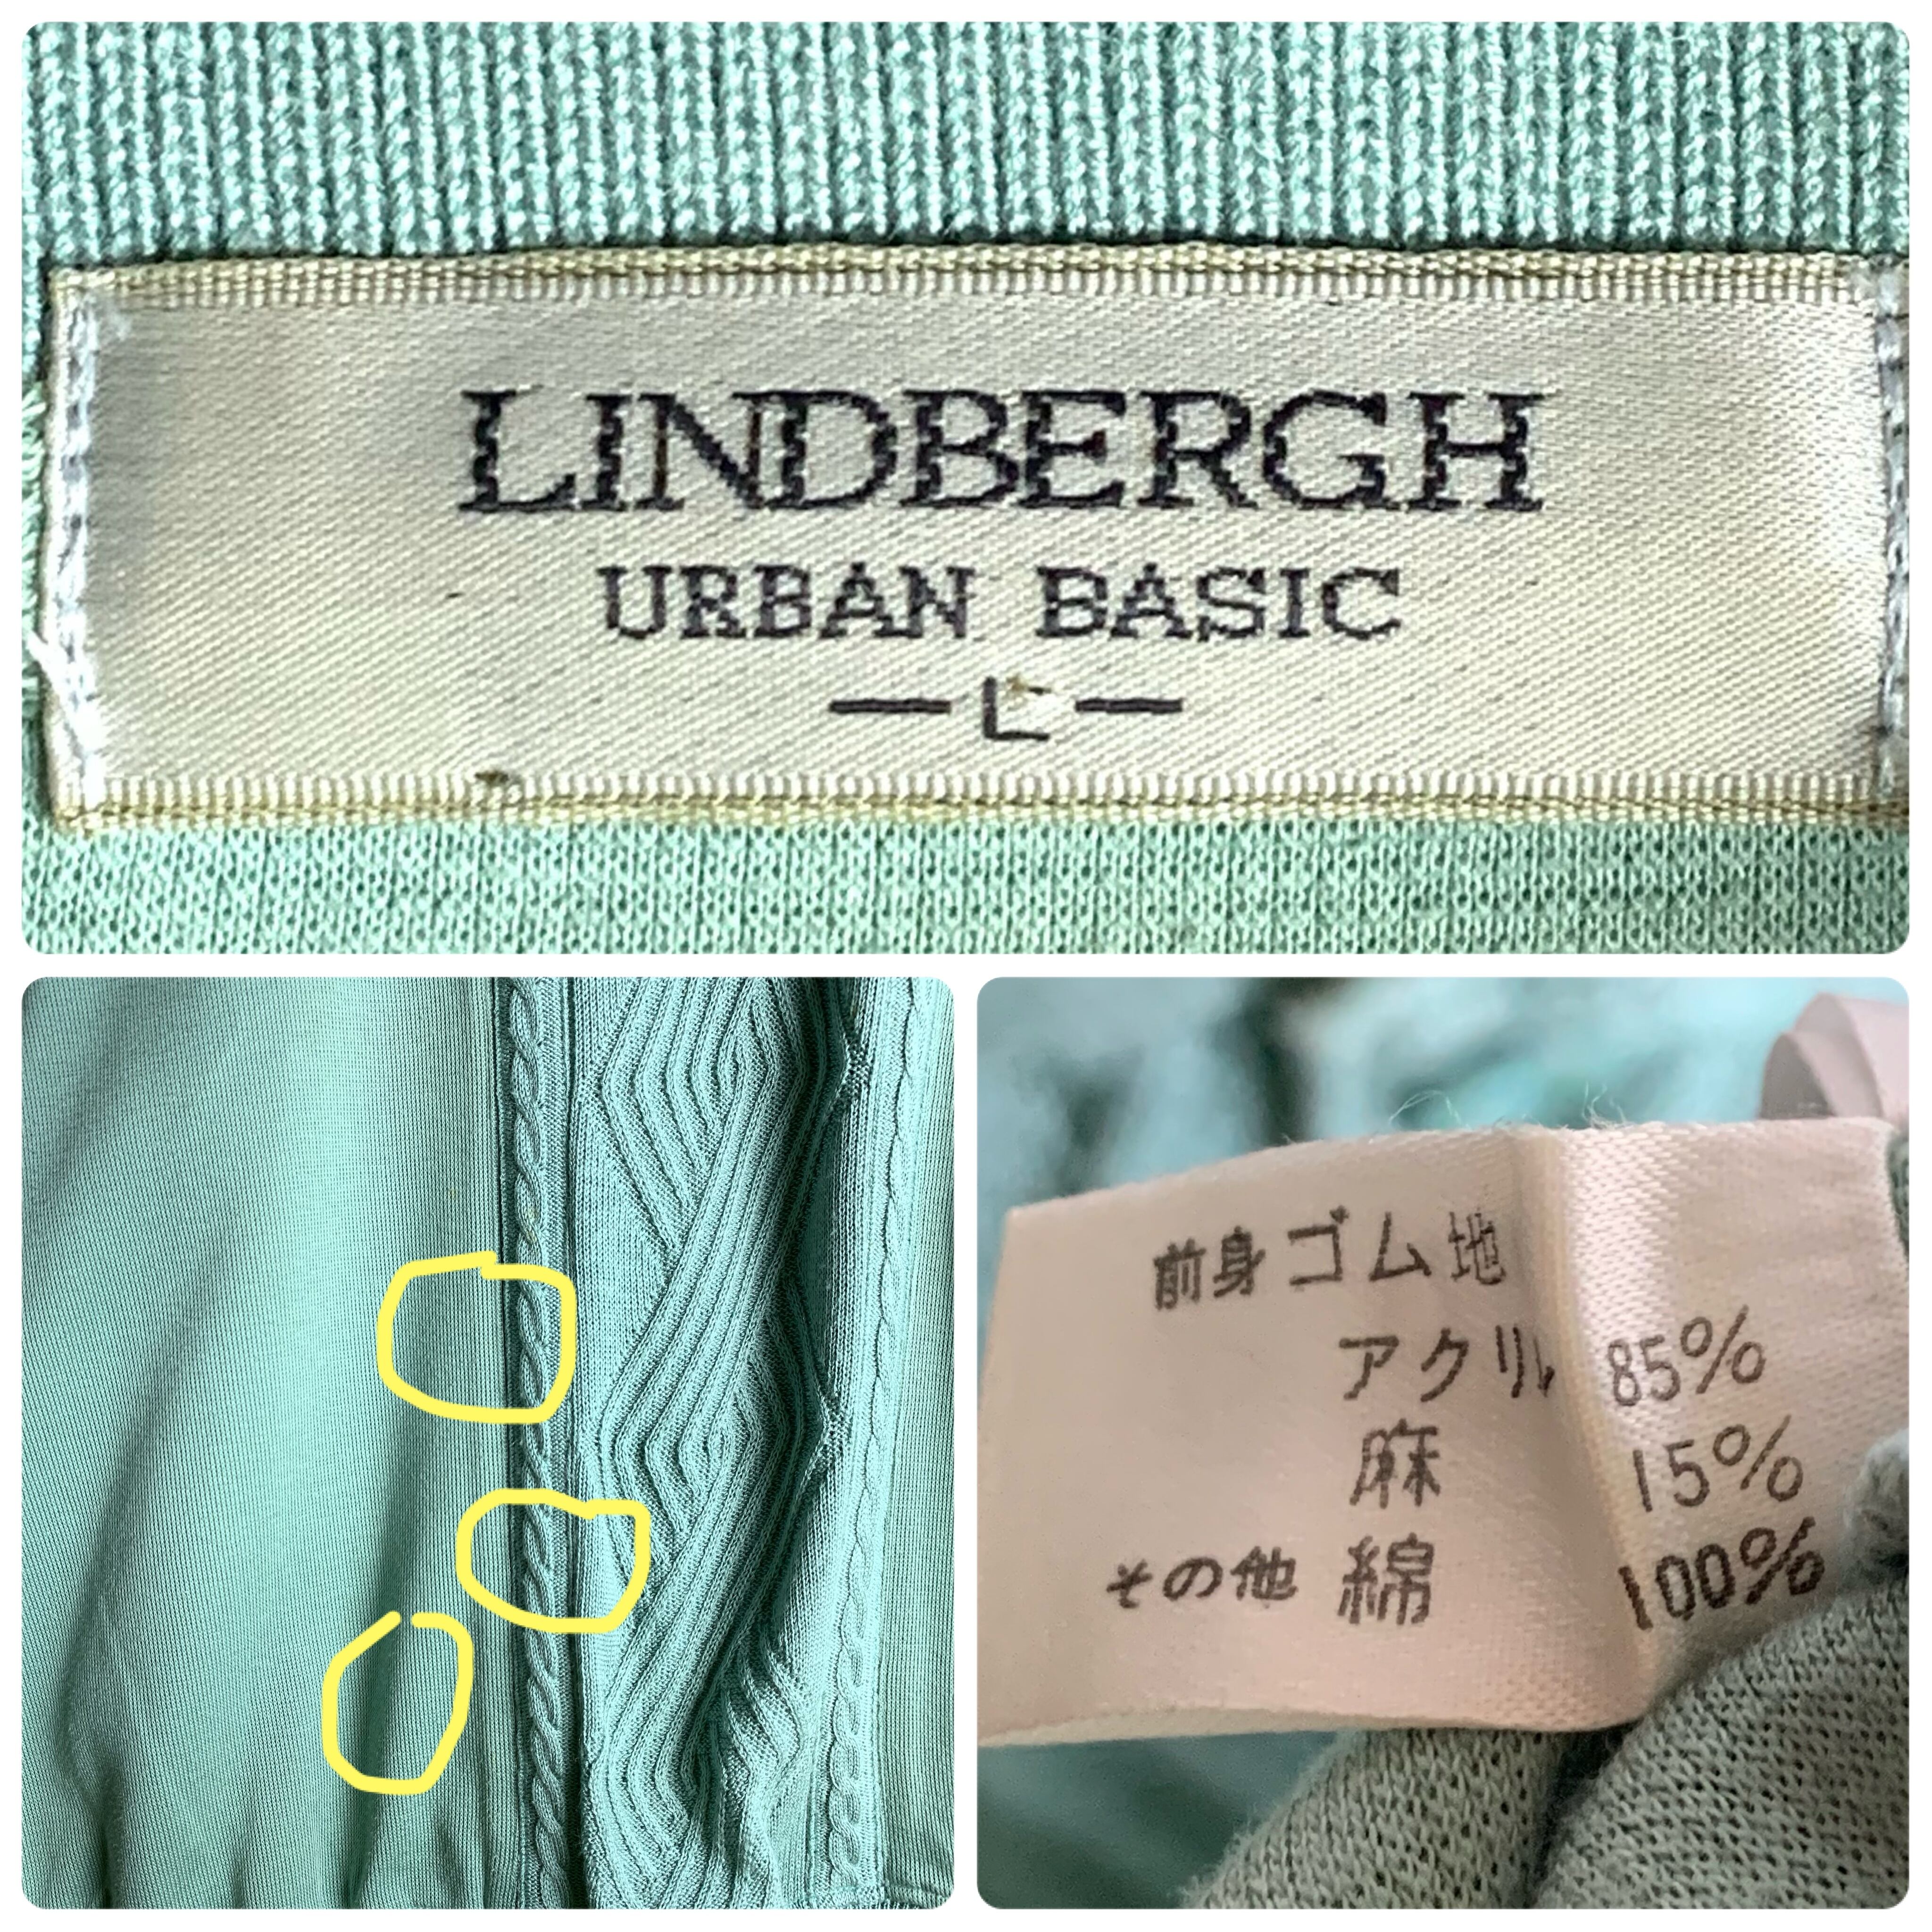 LINDBERGH
URBAN BASIC
— L —
前身 ゴム地
アクリル 85%
麻 15%
その他 綿 100%